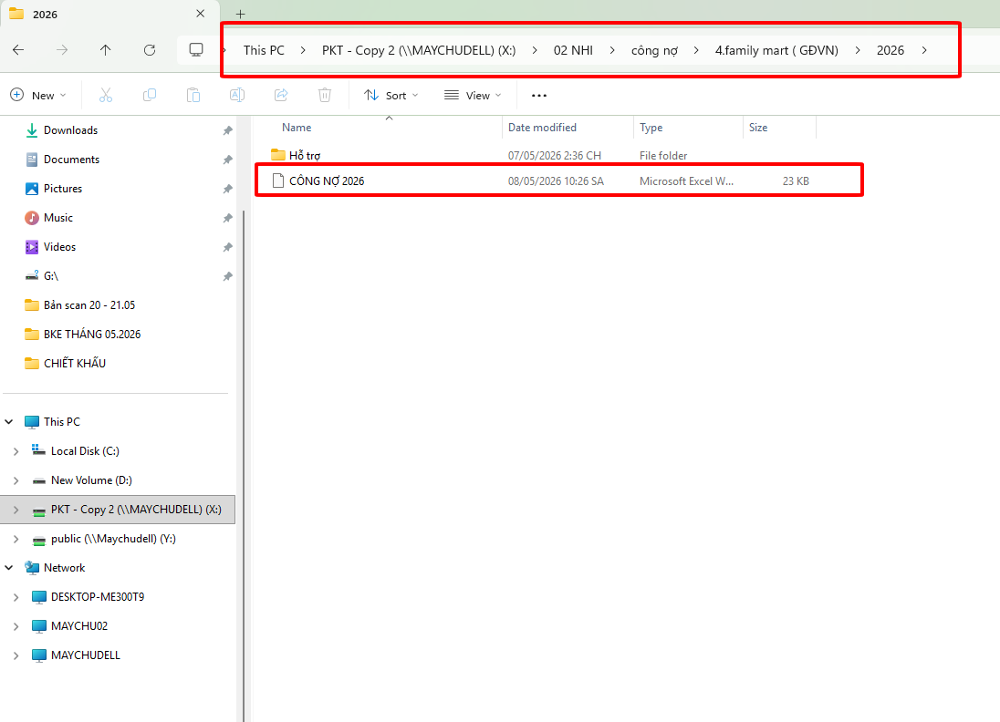 2026
This PC > PKT - Copy 2 (\\MAYCHUDELL) (X:) > 02 NHI > công nợ > 4.family mart ( GĐVN) > 2026 >
New Sort View ...
Name Date modified Type Size
Hỗ trợ 07/05/2026 2:36 CH File folder
CÔNG NỢ 2026 08/05/2026 10:26 SA Microsoft Excel W... 23 KB
Downloads
Documents
Pictures
Music
Videos
G:\
Bản scan 20 - 21.05
BKE THÁNG 05.2026
CHIẾT KHẤU
This PC
Local Disk (C:)
New Volume (D:)
PKT - Copy 2 (\\MAYCHUDELL) (X:)
public (\\Maychudell) (Y:)
Network
DESKTOP-ME300T9
MAYCHU02
MAYCHUDELL